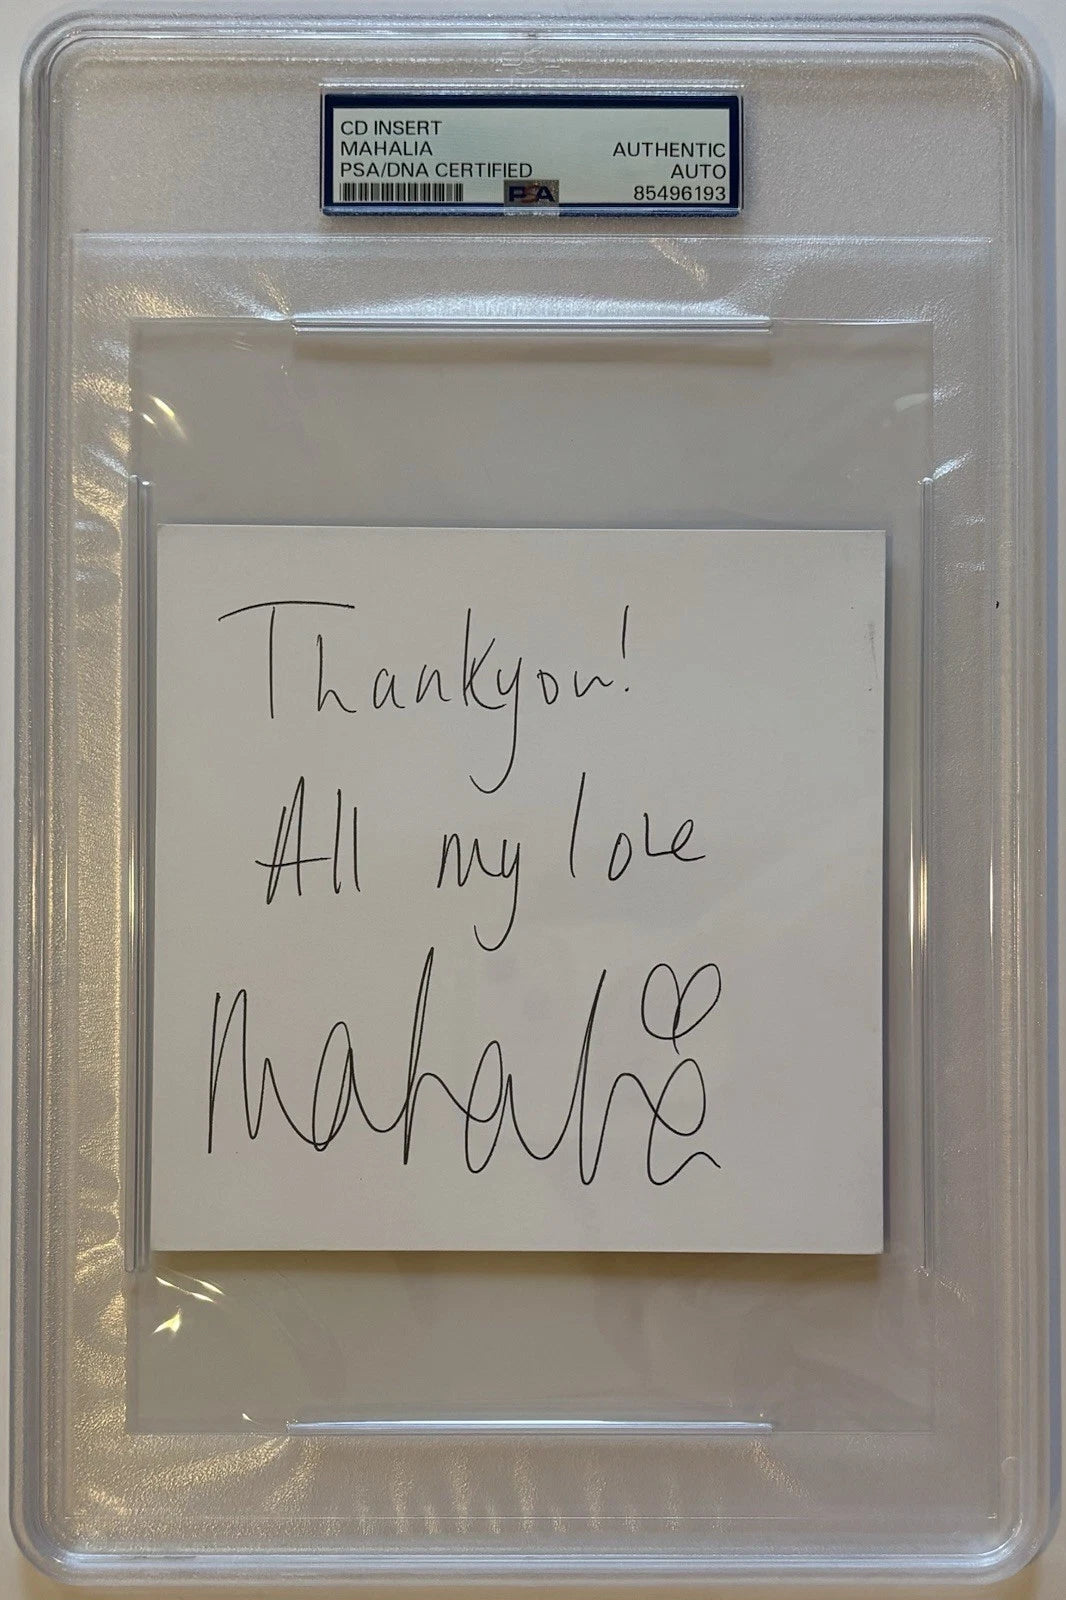 CD INSERT
MAHALIA
PSA/DNA CERTIFIED
AUTHENTIC
AUTO
85496193
PSA
Thankyou!
All my love
Mahalia